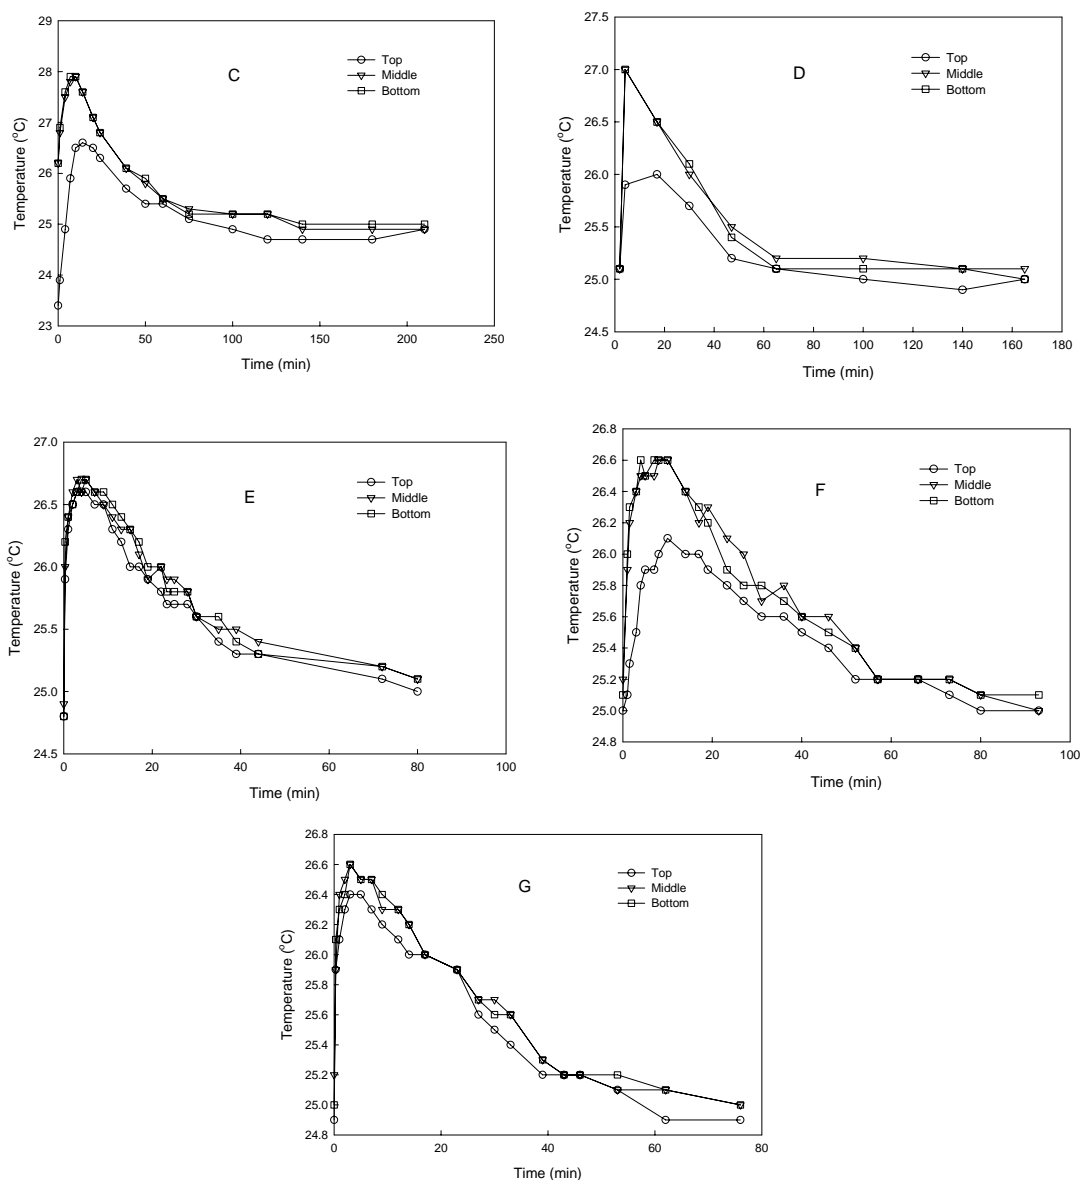 29
28
27
26
25
24
23
0
50
100
150
200
250
Temperature (°C)
Time (min)
C
Top
Middle
Bottom
27.5
27.0
26.5
26.0
25.5
25.0
24.5
0
20
40
60
80
100
120
140
160
180
Temperature (°C)
Time (min)
D
Top
Middle
Bottom
27.0
26.5
26.0
25.5
25.0
24.5
0
20
40
60
80
100
Temperature (°C)
Time (min)
E
Top
Middle
Bottom
26.8
26.6
26.4
26.2
26.0
25.8
25.6
25.4
25.2
25.0
24.8
0
20
40
60
80
100
Temperature (°C)
Time (min)
F
Top
Middle
Bottom
26.8
26.6
26.4
26.2
26.0
25.8
25.6
25.4
25.2
25.0
24.8
0
20
40
60
80
Temperature (°C)
Time (min)
G
Top
Middle
Bottom